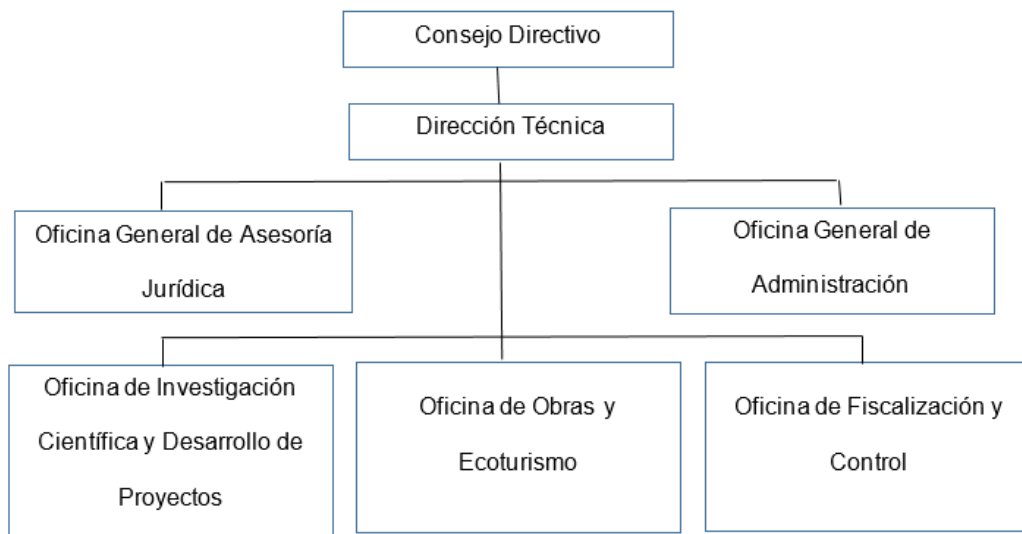 Consejo Directivo
Dirección Técnica
Oficina General de Asesoría
Jurídica
Oficina General de
Administración
Oficina de Investigación
Científica y Desarrollo de
Proyectos
Oficina de Obras y
Ecoturismo
Oficina de Fiscalización y
Control